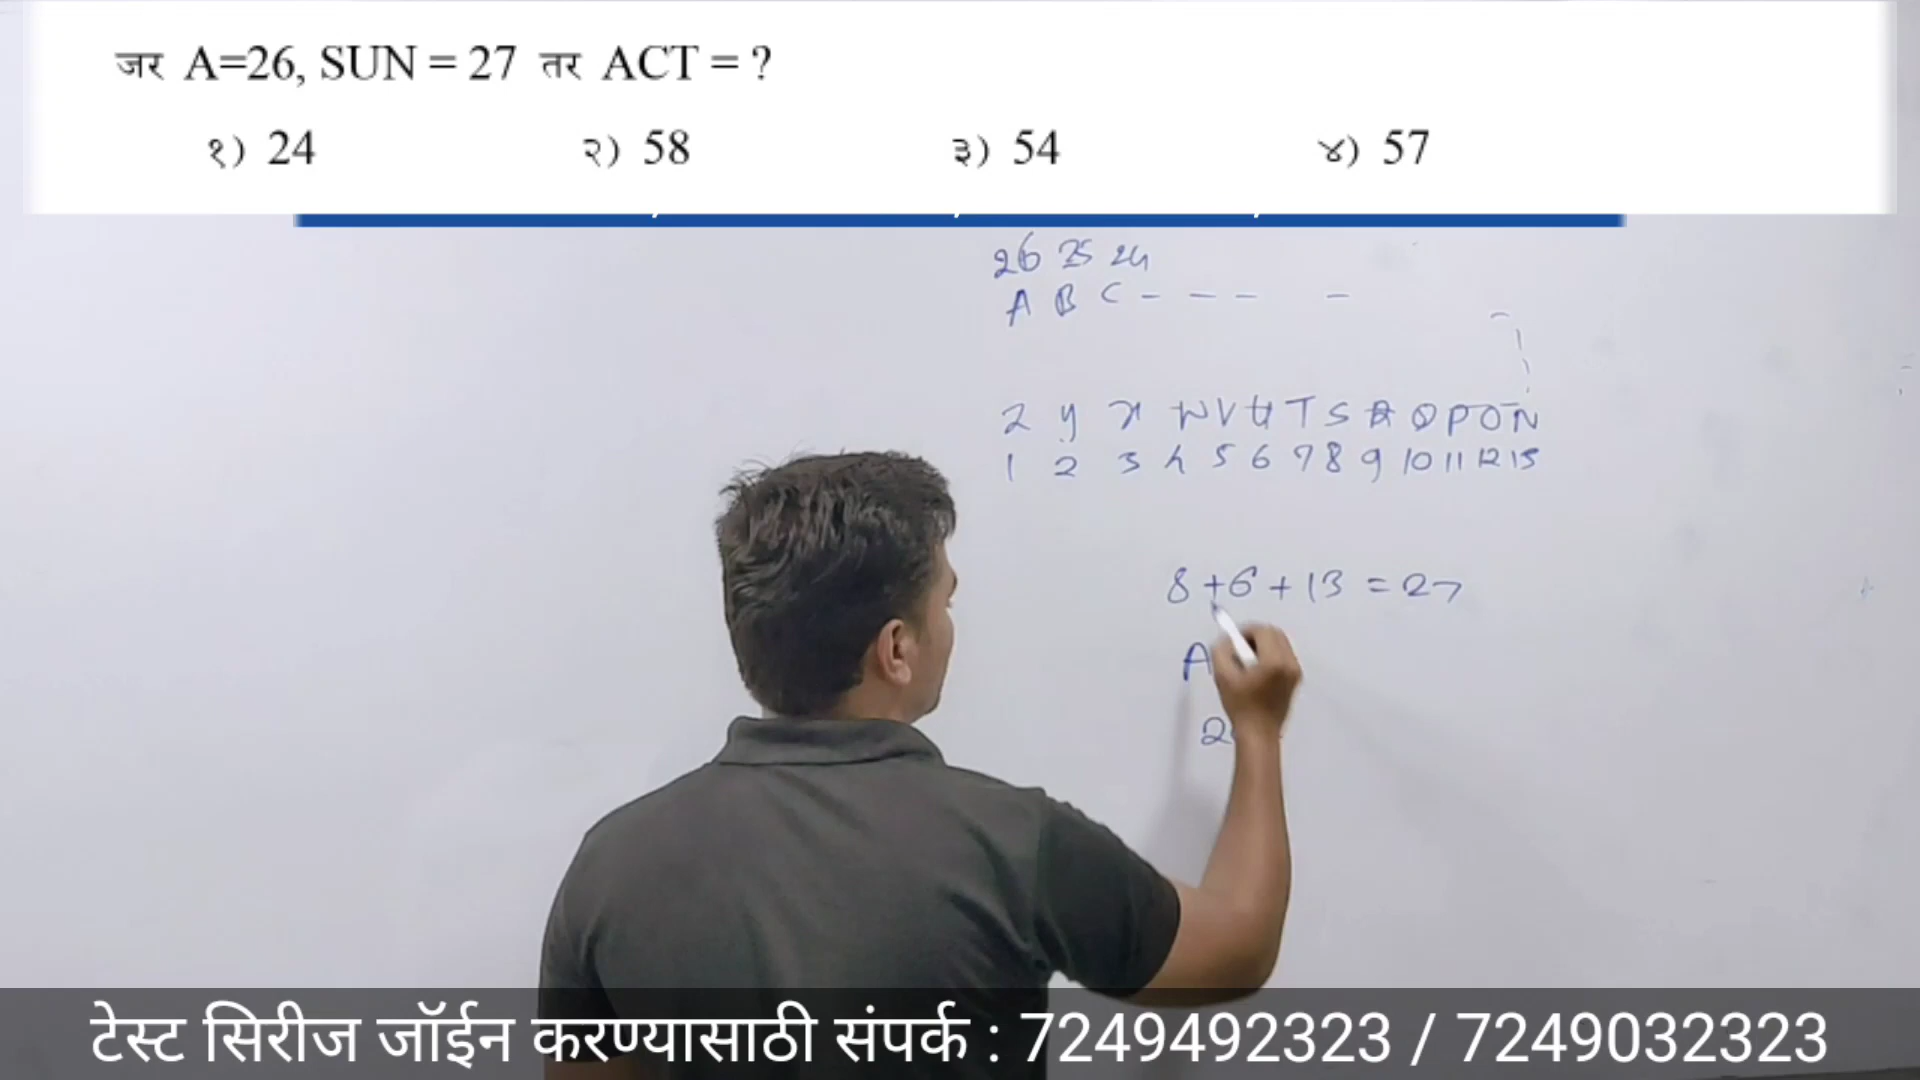 जर A=26, SUN = 27 तर ACT = ?
१) 24 २) 58 ३) 54 ४) 57
26 25 24
A B C - - - -
Z y x W V U T S R Q P O N
1 2 3 4 5 6 7 8 9 10 11 12 13
8+6+13 = 27
A
2
टेस्ट सिरीज जॉईन करण्यासाठी संपर्क : 7249492323 / 7249032323